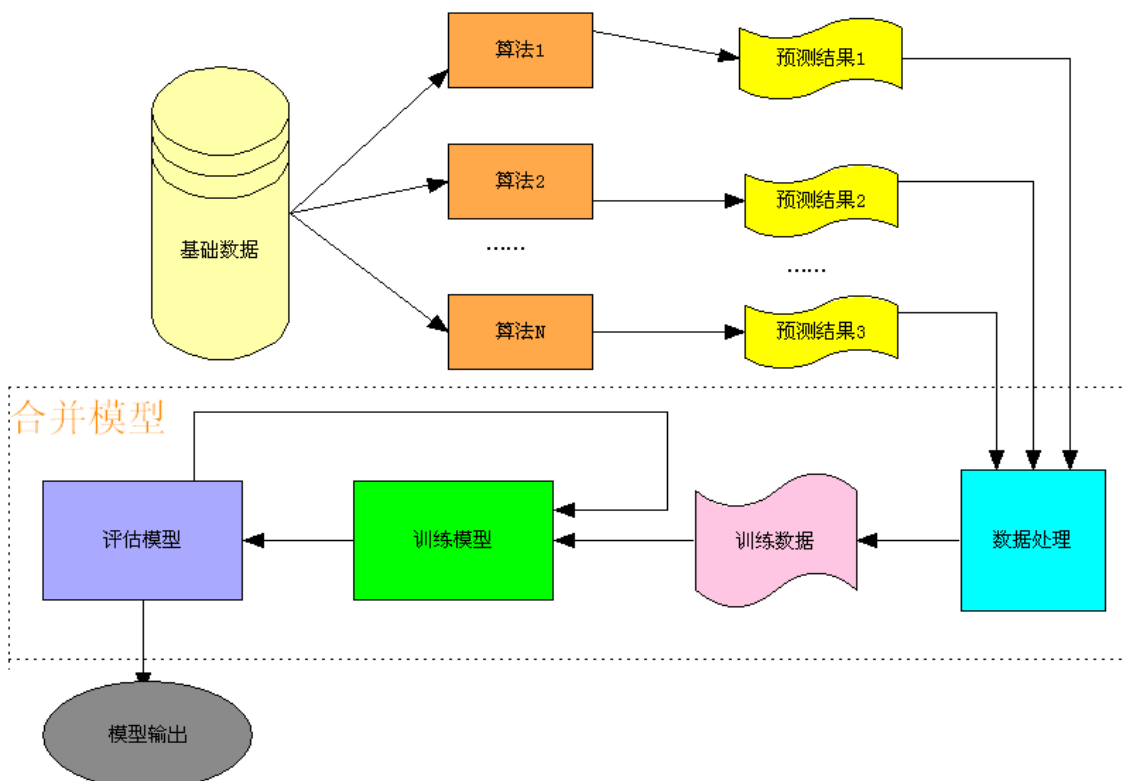 算法1
预测结果1
算法2
预测结果2
基础数据
……
……
算法N
预测结果3
合并模型
评估模型
训练模型
训练数据
数据处理
模型输出